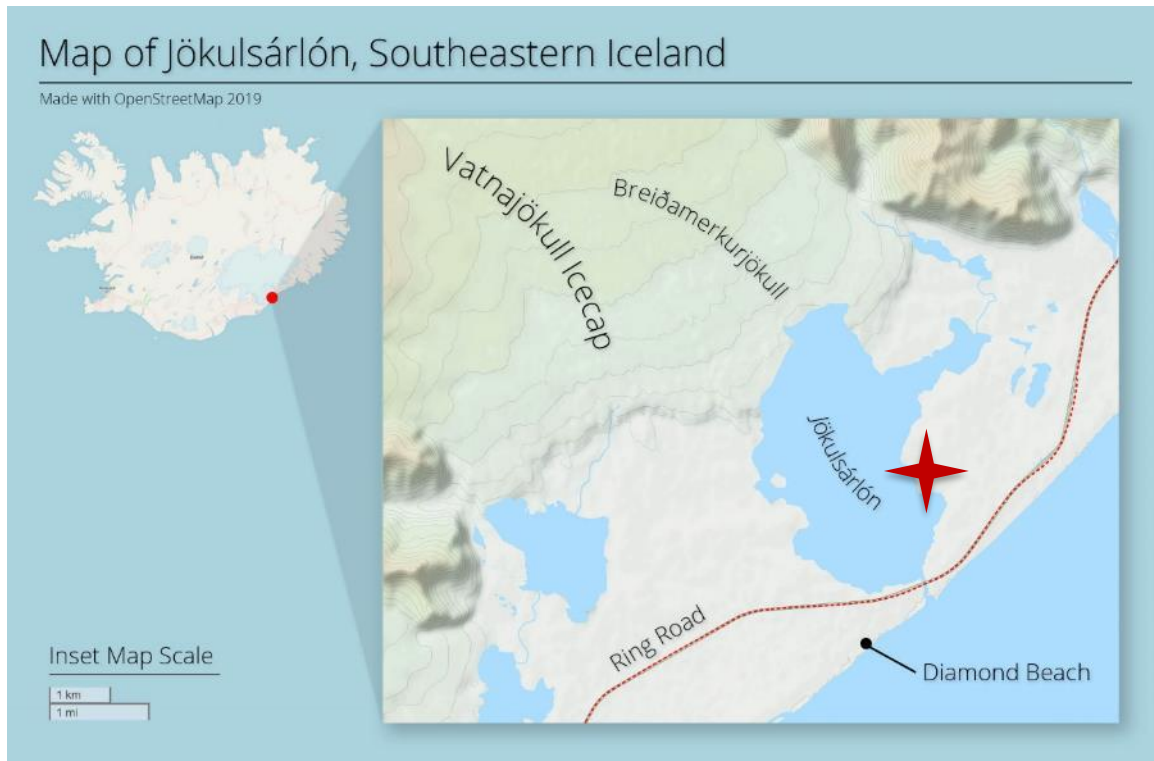 Map of Jökulsárlón, Southeastern Iceland
Made with OpenStreetMap 2019
Vatnajökull Icecap
Breiðamerkurjökull
Jökulsárlón
Ring Road
Diamond Beach
Inset Map Scale
1 km
1 mi